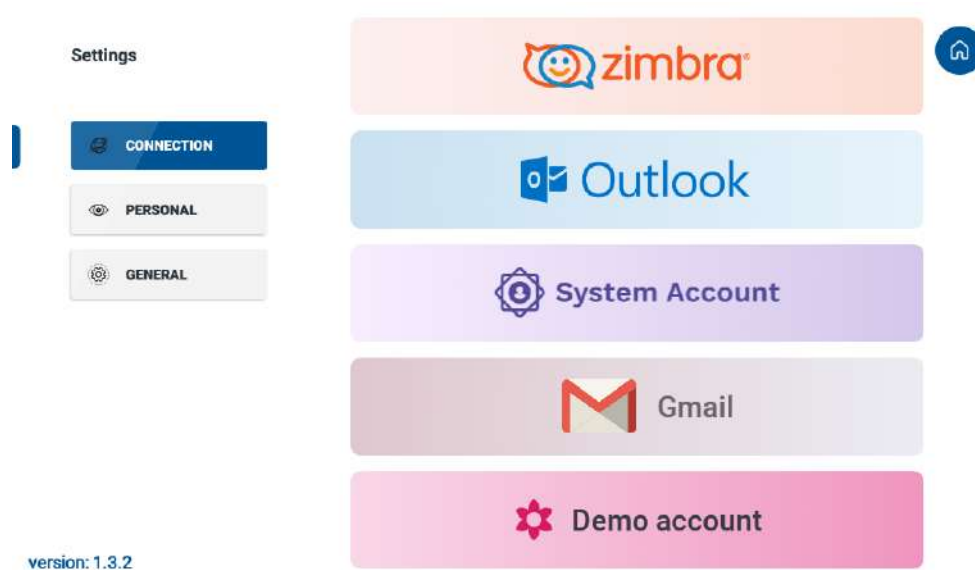 Settings
CONNECTION
PERSONAL
GENERAL
version: 1.3.2
zimbra®
Outlook
System Account
Gmail
Demo account